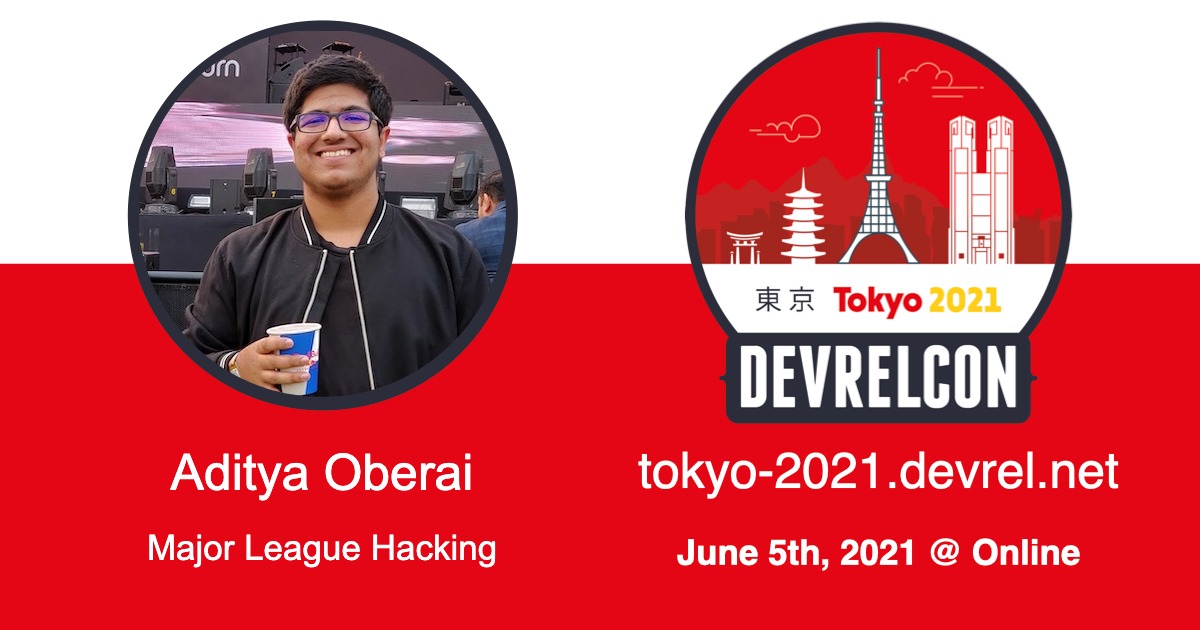 Aditya Oberai
Major League Hacking
東京 Tokyo 2021
DEVRELCON
tokyo-2021.devrel.net
June 5th, 2021 @ Online